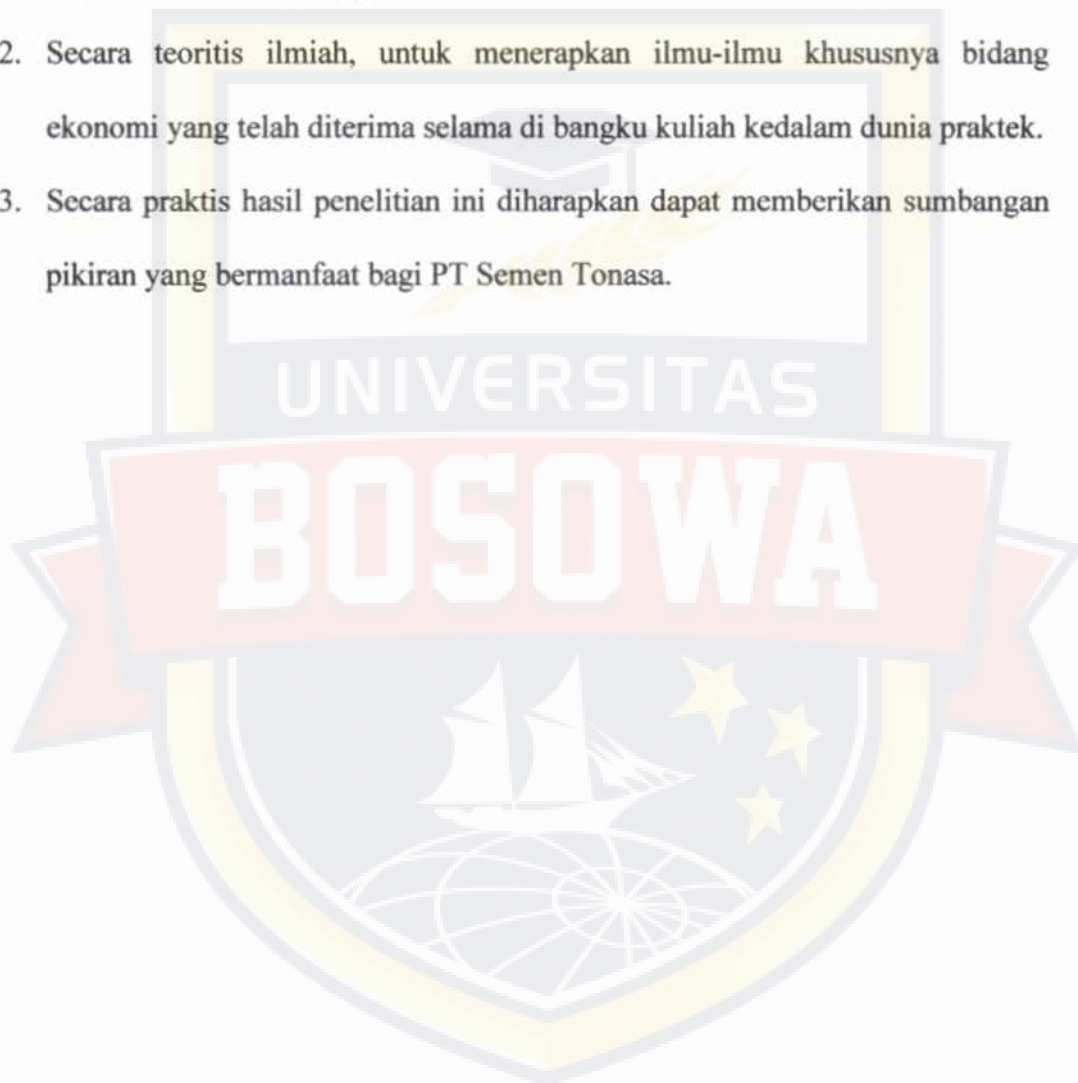 2. Secara teoritis ilmiah, untuk menerapkan ilmu-ilmu khususnya bidang
ekonomi yang telah diterima selama di bangku kuliah kedalam dunia praktek.
3. Secara praktis hasil penelitian ini diharapkan dapat memberikan sumbangan
pikiran yang bermanfaat bagi PT Semen Tonasa.
UNIVERSITAS
BOSOWA